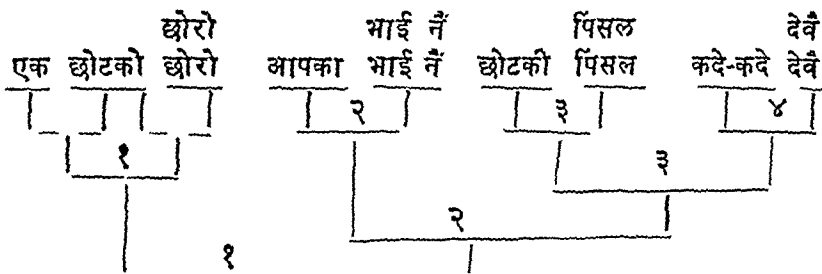 छोरो भाई नैं पिंसल देवै
एक छोटको छोरो आपका भाई नैं छोटकी पिंसल कदे-कदे देवै
२ ३ ४
१ ३
२
१